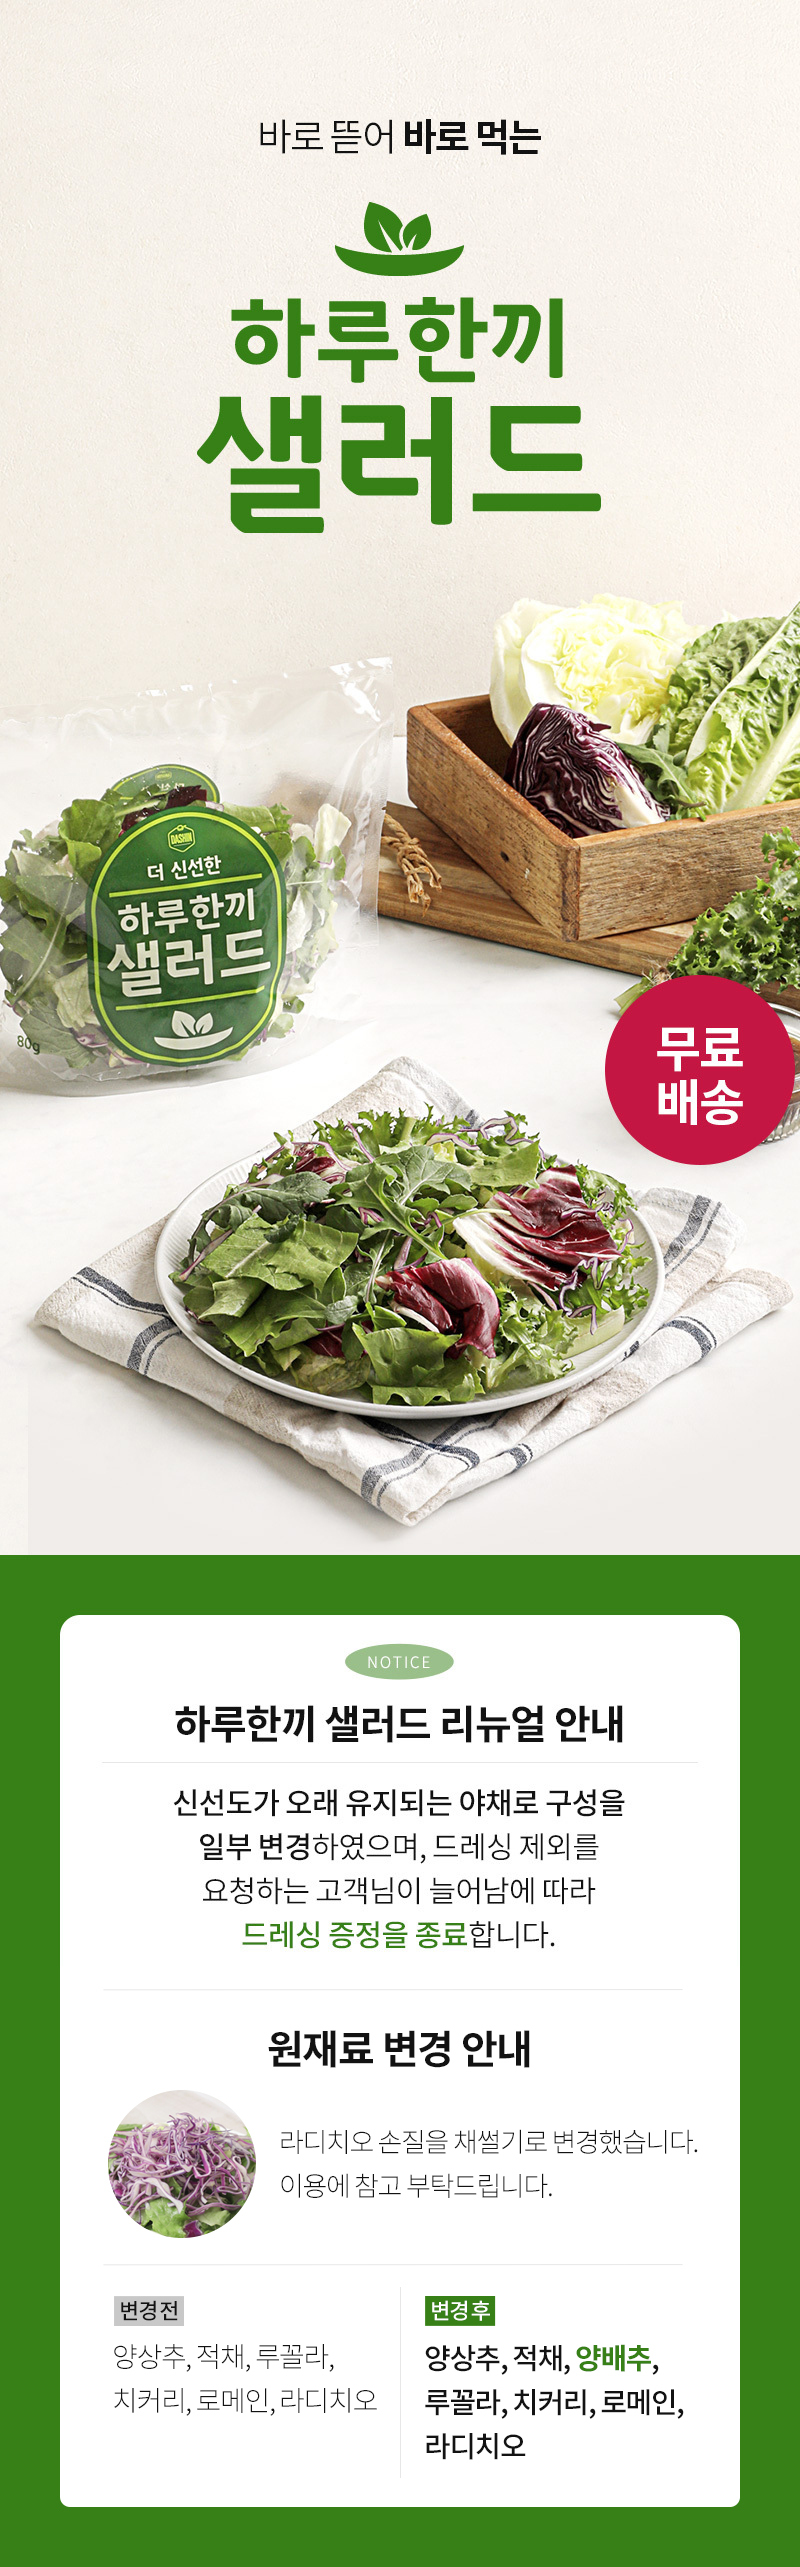 바로 뜯어 바로 먹는
하루한끼
샐러드
DASHIN
더 신선한
하루한끼
샐러드
80g
무료
배송
NOTICE
하루한끼 샐러드 리뉴얼 안내
신선도가 오래 유지되는 야채로 구성을
일부 변경하였으며, 드레싱 제외를
요청하는 고객님이 늘어남에 따라
드레싱 증정을 종료합니다.
원재료 변경 안내
라디치오 손질을 채썰기로 변경했습니다.
이용에 참고 부탁드립니다.
변경전
양상추, 적채, 루꼴라,
치커리, 로메인, 라디치오
변경후
양상추, 적채, 양배추,
루꼴라, 치커리, 로메인,
라디치오